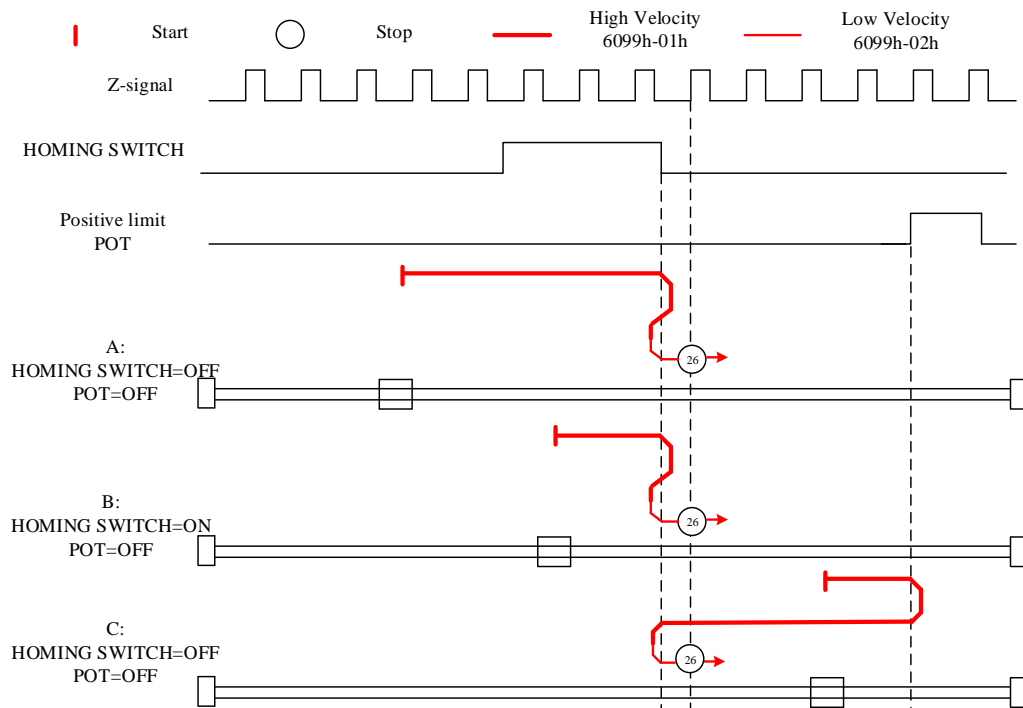 Start
Stop
High Velocity
6099h-01h
Low Velocity
6099h-02h
Z-signal
HOMING SWITCH
Positive limit
POT
A:
HOMING SWITCH=OFF
POT=OFF
26
B:
HOMING SWITCH=ON
POT=OFF
26
C:
HOMING SWITCH=OFF
POT=OFF
26